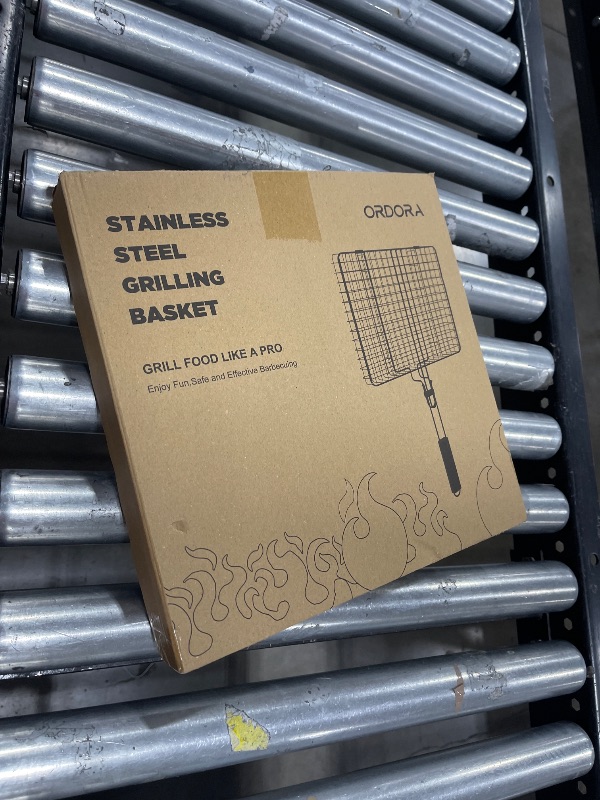 STAINLESS
STEEL
GRILLING
BASKET
ORDORA
GRILL FOOD LIKE A PRO
Enjoy Fun,Safe and Effective Barbecuing